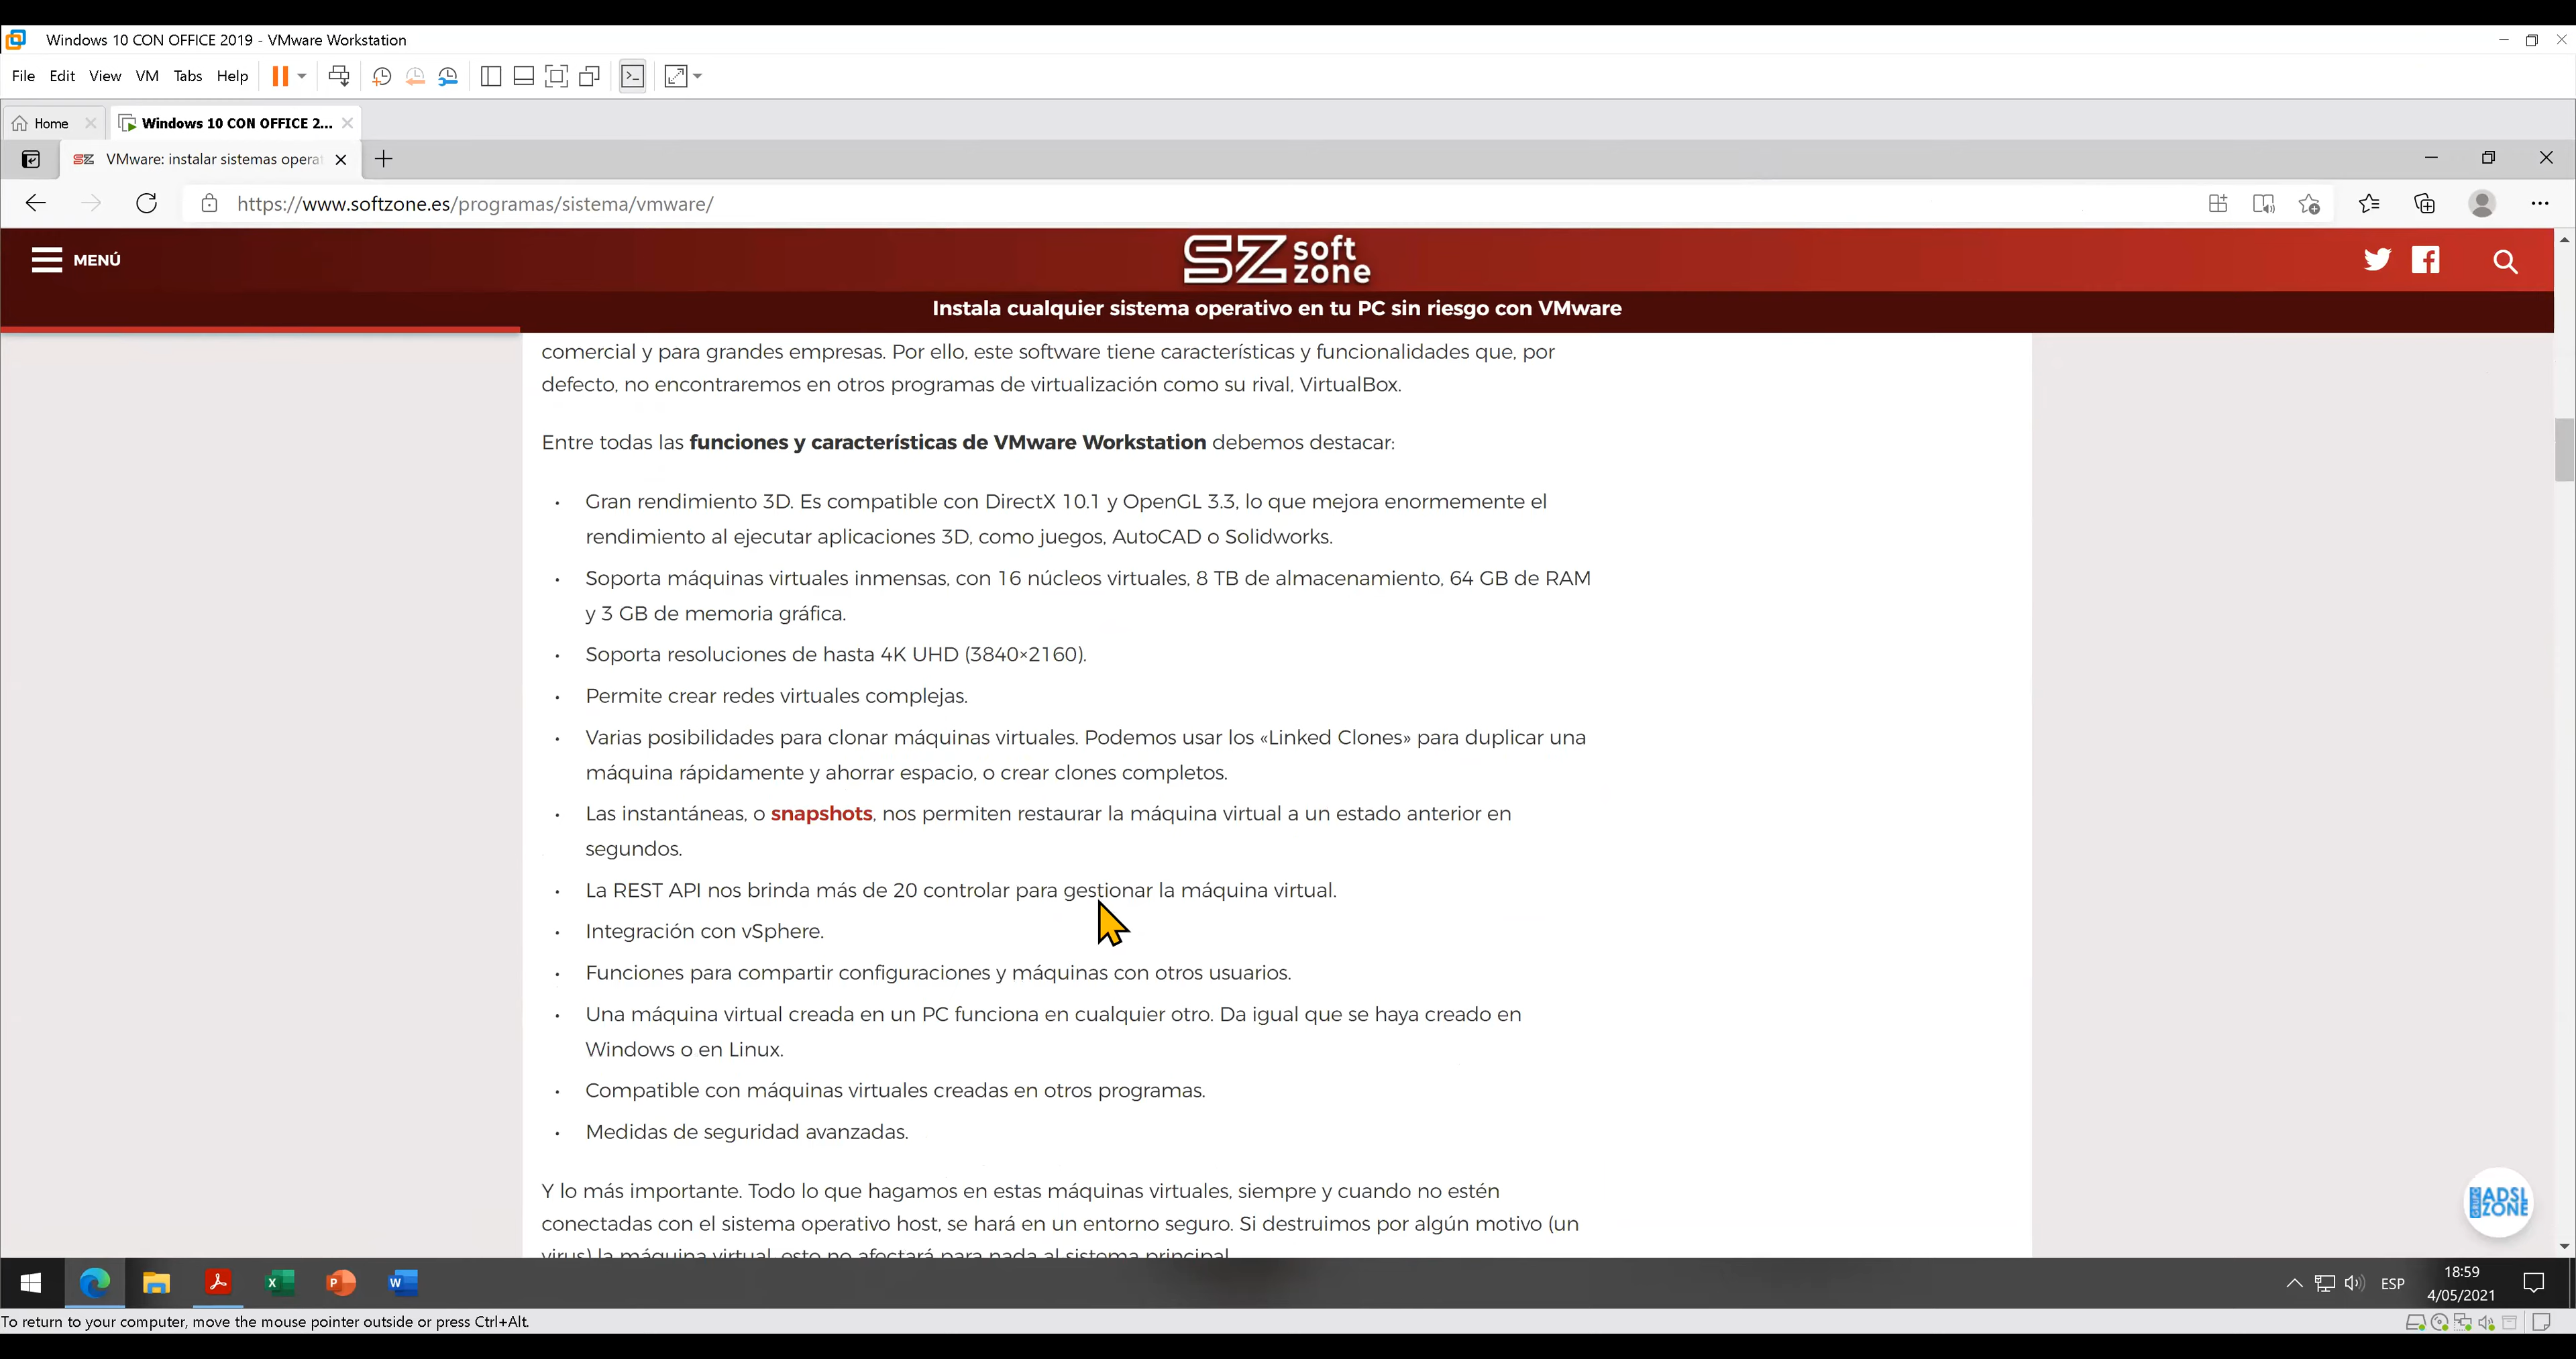 Windows 10 CON OFFICE 2019 - VMware Workstation
File Edit View VM Tabs Help
Home Windows 10 CON OFFICE 2...
SZ VMware: instalar sistemas opera
https://www.softzone.es/programas/sistema/vmware/
MENÚ
SZ soft zone
Instala cualquier sistema operativo en tu PC sin riesgo con VMware
comercial y para grandes empresas. Por ello, este software tiene características y funcionalidades que, por
defecto, no encontraremos en otros programas de virtualización como su rival, VirtualBox.
Entre todas las funciones y características de VMware Workstation debemos destacar:
• Gran rendimiento 3D. Es compatible con DirectX 10.1 y OpenGL 3.3, lo que mejora enormemente el
rendimiento al ejecutar aplicaciones 3D, como juegos, AutoCAD o Solidworks.
• Soporta máquinas virtuales inmensas, con 16 núcleos virtuales, 8 TB de almacenamiento, 64 GB de RAM
y 3 GB de memoria gráfica.
• Soporta resoluciones de hasta 4K UHD (3840×2160).
• Permite crear redes virtuales complejas.
• Varias posibilidades para clonar máquinas virtuales. Podemos usar los «Linked Clones» para duplicar una
máquina rápidamente y ahorrar espacio, o crear clones completos.
• Las instantáneas, o snapshots, nos permiten restaurar la máquina virtual a un estado anterior en
segundos.
• La REST API nos brinda más de 20 controlar para gestionar la máquina virtual.
• Integración con vSphere.
• Funciones para compartir configuraciones y máquinas con otros usuarios.
• Una máquina virtual creada en un PC funciona en cualquier otro. Da igual que se haya creado en
Windows o en Linux.
• Compatible con máquinas virtuales creadas en otros programas.
• Medidas de seguridad avanzadas.
Y lo más importante. Todo lo que hagamos en estas máquinas virtuales, siempre y cuando no estén
conectadas con el sistema operativo host, se hará en un entorno seguro. Si destruimos por algún motivo (un
virus) la máquina virtual, esto no afectará para nada al sistema principal
GRUPO ADSL ZONE
ESP
18:59
4/05/2021
To return to your computer, move the mouse pointer outside or press Ctrl+Alt.